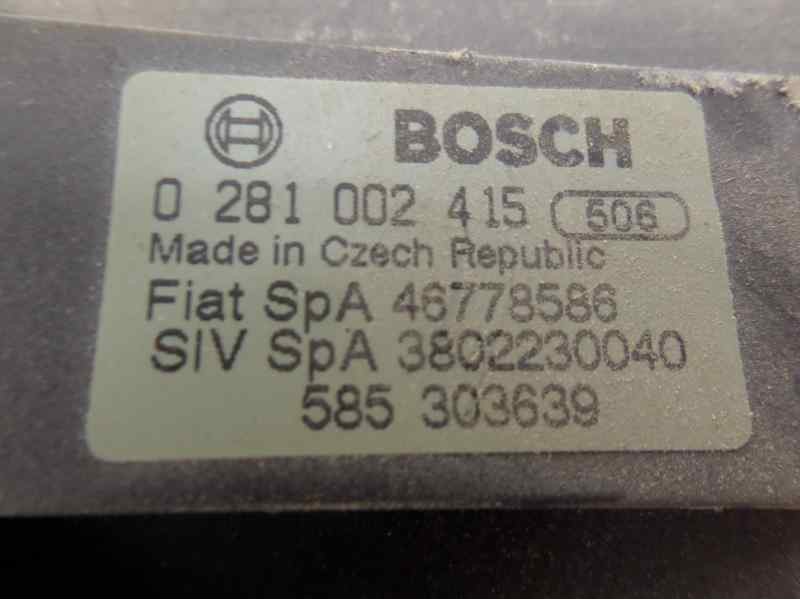 BOSCH
0 281 002 415 506
Made in Czech Republic
Fiat SpA 46778586
SIV SpA 3802230040
585 303639